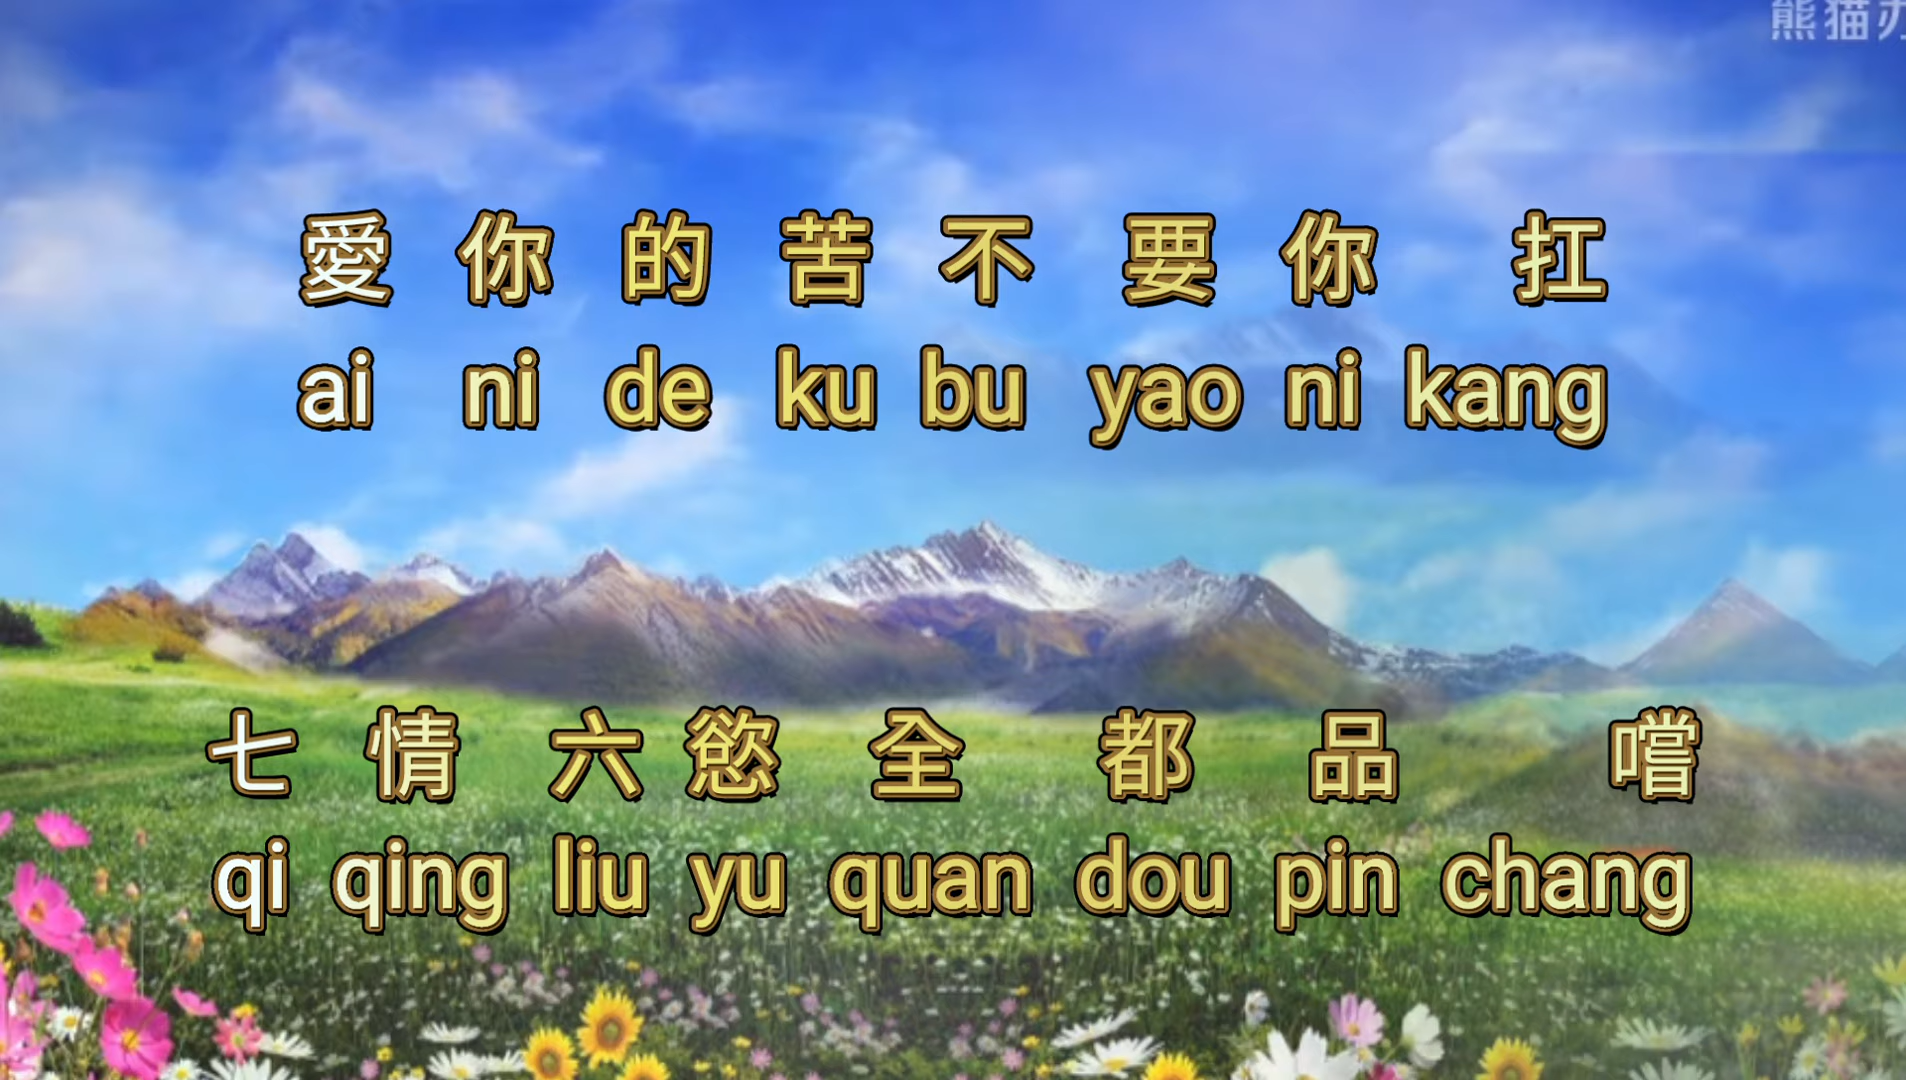 熊猫办
愛 你 的 苦 不 要 你 扛
ai ni de ku bu yao ni kang
七 情 六 慾 全 都 品 嚐
qi qing liu yu quan dou pin chang